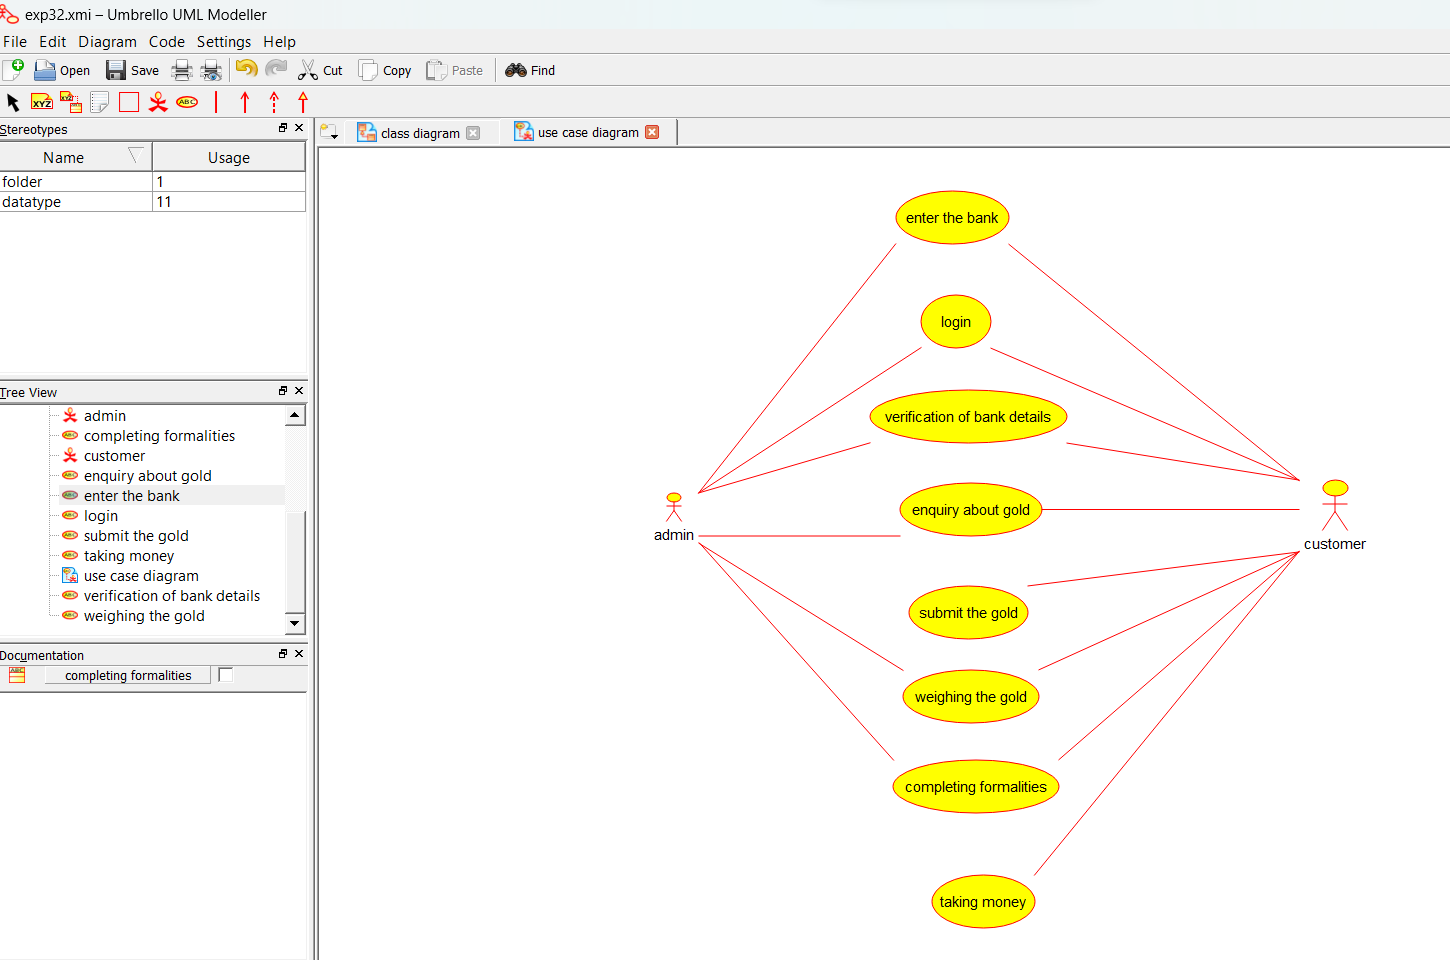 exp32.xmi – Umbrello UML Modeller
File Edit Diagram Code Settings Help
Open Save Cut Copy Paste Find
XYZ XYZ ABC
Stereotypes
Name Usage
folder 1
datatype 11
Tree View
admin
completing formalities
customer
enquiry about gold
enter the bank
login
submit the gold
taking money
use case diagram
verification of bank details
weighing the gold
Documentation
ABC completing formalities
class diagram use case diagram
enter the bank
login
verification of bank details
enquiry about gold
admin
customer
submit the gold
weighing the gold
completing formalities
taking money